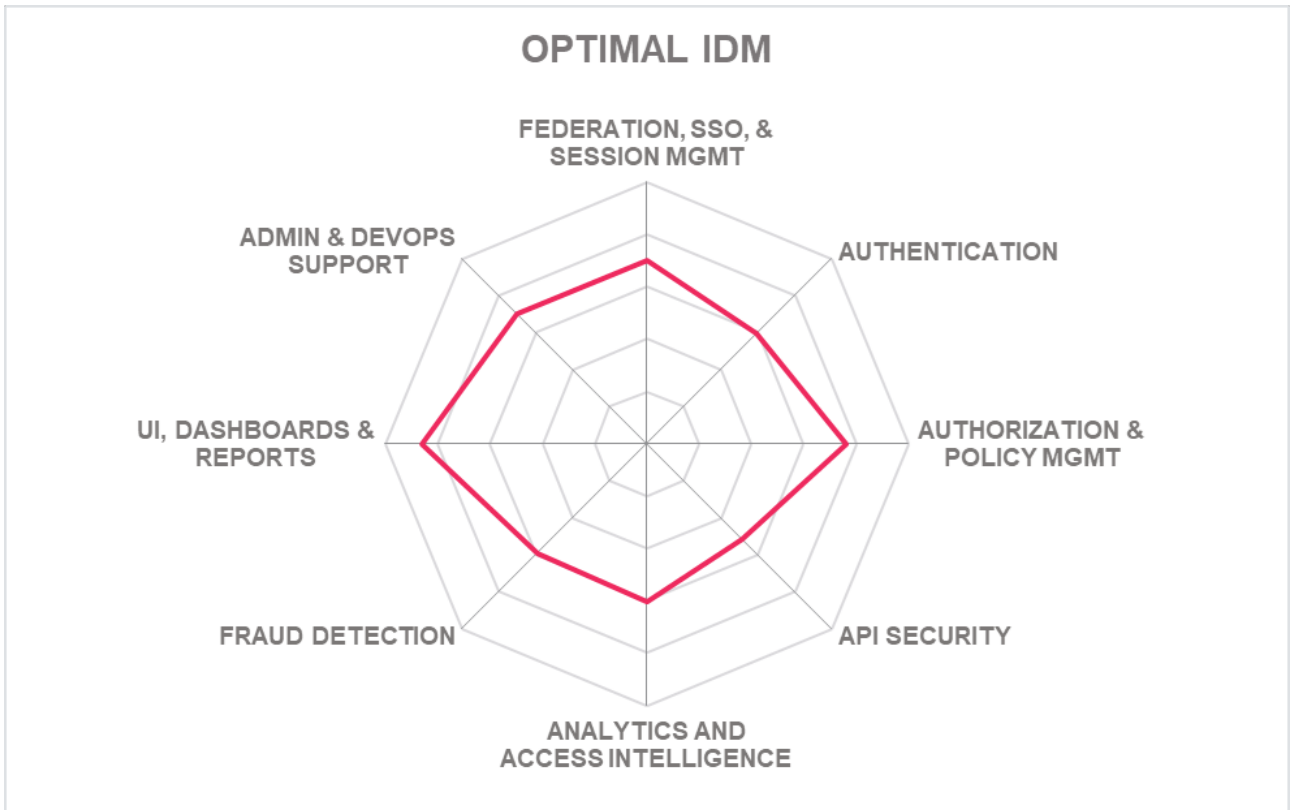 OPTIMAL IDM
FEDERATION, SSO, &
SESSION MGMT
ADMIN & DEVOPS
SUPPORT
AUTHENTICATION
UI, DASHBOARDS &
REPORTS
AUTHORIZATION &
POLICY MGMT
FRAUD DETECTION
API SECURITY
ANALYTICS AND
ACCESS INTELLIGENCE